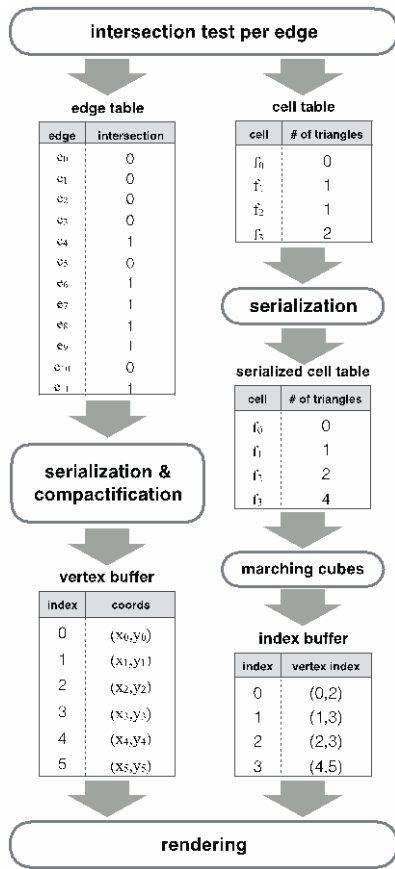 intersection test per edge
edge table
edge intersection
e₀ 0
e₁ 0
e₂ 0
e₃ 0
e₄ 1
e₅ 0
e₆ 1
e₇ 1
e₈ 1
e₉ 1
e₁₀ 0
e₁₁ 1
serialization &
compactification
vertex buffer
index coords
0 (x₀,y₀)
1 (x₁,y₁)
2 (x₂,y₂)
3 (x₃,y₃)
4 (x₄,y₄)
5 (x₅,y₅)
cell table
cell # of triangles
f₀ 0
f₁ 1
f₂ 1
f₃ 2
serialization
serialized cell table
cell # of triangles
f₀ 0
f₁ 1
f₂ 2
f₃ 4
marching cubes
index buffer
index vertex index
0 (0,2)
1 (1,3)
2 (2,3)
3 (4,5)
rendering